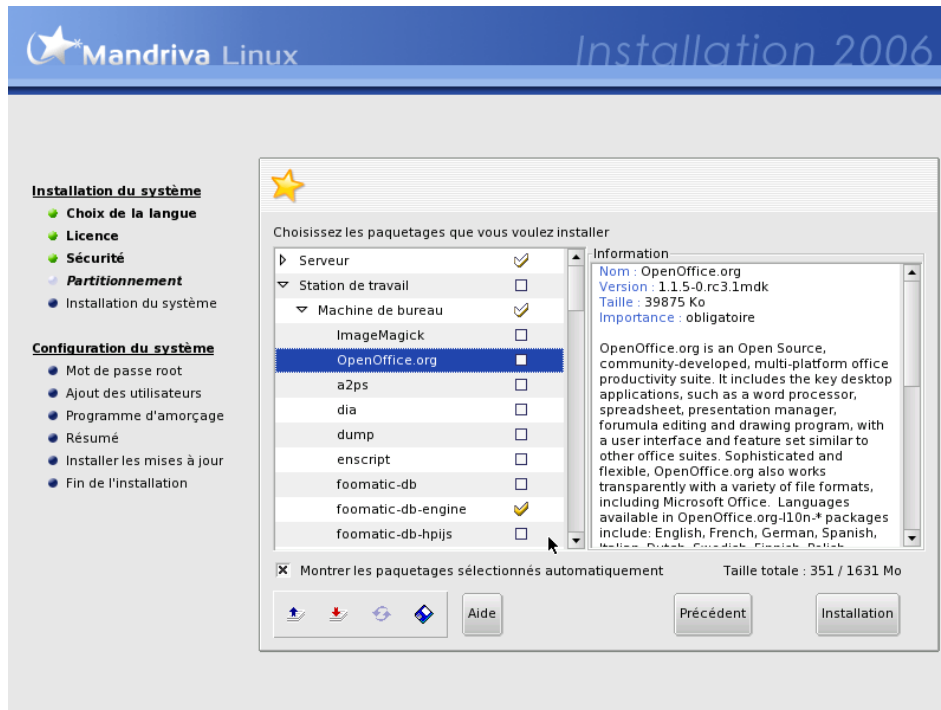 Mandriva Linux
Installation 2006
Installation du système
Choix de la langue
Licence
Sécurité
Partitionnement
Installation du système
Configuration du système
Mot de passe root
Ajout des utilisateurs
Programme d'amorçage
Résumé
Installer les mises à jour
Fin de l'installation
Choisissez les paquetages que vous voulez installer
Serveur
Station de travail
Machine de bureau
ImageMagick
OpenOffice.org
a2ps
dia
dump
enscript
foomatic-db
foomatic-db-engine
foomatic-db-hpijs
Information
Nom : OpenOffice.org
Version : 1.1.5-0.rc3.1mdk
Taille : 39875 Ko
Importance : obligatoire
OpenOffice.org is an Open Source,
community-developed, multi-platform office
productivity suite. It includes the key desktop
applications, such as a word processor,
spreadsheet, presentation manager,
forumula editing and drawing program, with
a user interface and feature set similar to
other office suites. Sophisticated and
flexible, OpenOffice.org also works
transparently with a variety of file formats,
including Microsoft Office. Languages
available in OpenOffice.org-l10n-* packages
include: English, French, German, Spanish,
Italian, Dutch, Swedish, Finnish, Polish,
Montrer les paquetages sélectionnés automatiquement
Taille totale : 351 / 1631 Mo
Aide
Précédent
Installation